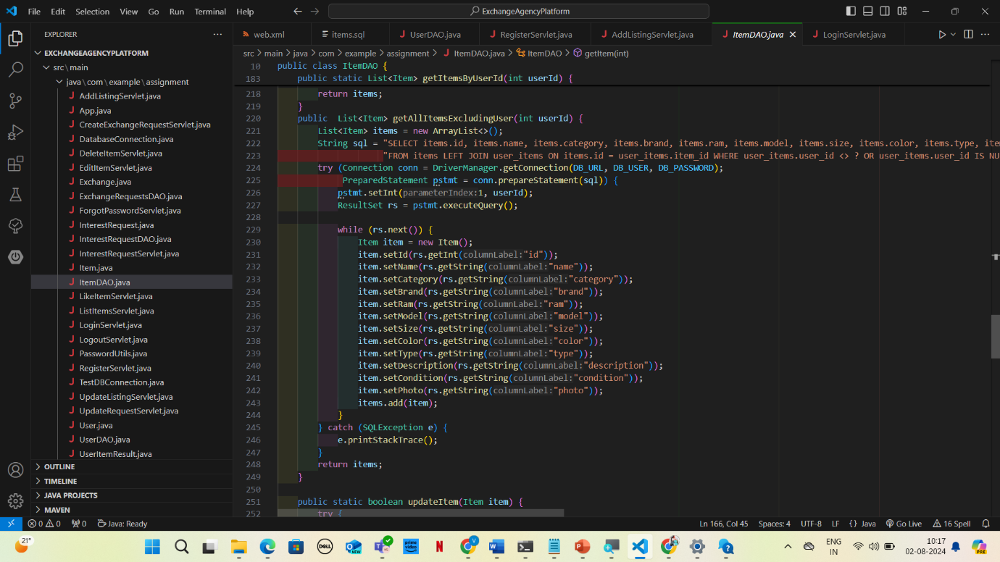 File Edit Selection View Go Run Terminal Help
ExchangeAgencyPlatform
EXPLORER
EXCHANGEAGENCYPLATFORM
src\main
java\com\example\assignment
AddListingServlet.java
App.java
CreateExchangeRequestServlet.java
DatabaseConnection.java
DeleteItemServlet.java
EditItemServlet.java
Exchange.java
ExchangeRequestsDAO.java
ForgotPasswordServlet.java
InterestRequest.java
InterestRequestDAO.java
InterestRequestServlet.java
Item.java
ItemDAO.java
LikeItemServlet.java
ListItemsServlet.java
LoginServlet.java
LogoutServlet.java
PasswordUtils.java
RegisterServlet.java
TestDBConnection.java
UpdateListingServlet.java
UpdateRequestServlet.java
User.java
UserDAO.java
UserItemResult.java
OUTLINE
TIMELINE
JAVA PROJECTS
MAVEN
web.xml items.sql UserDAO.java RegisterServlet.java AddListingServlet.java ItemDAO.java LoginServlet.java
src > main > java > com > example > assignment > ItemDAO.java > ItemDAO > getItem(int)
10 public class ItemDAO {
183 public static List<Item> getItemsByUserId(int userId) {
218 return items;
219 }
220 public List<Item> getAllItemsExcludingUser(int userId) {
221 List<Item> items = new ArrayList<>();
222 String sql = "SELECT items.id, items.name, items.category, items.brand, items.ram, items.model, items.size, items.color, items.type, ite
223 "FROM items LEFT JOIN user_items ON items.id = user_items.item_id WHERE user_items.user_id <> ? OR user_items.user_id IS NU
224 try (Connection conn = DriverManager.getConnection(DB_URL, DB_USER, DB_PASSWORD);
225 PreparedStatement pstmt = conn.prepareStatement(sql)) {
226 pstmt.setInt(parameterIndex:1, userId);
227 ResultSet rs = pstmt.executeQuery();
228
229 while (rs.next()) {
230 Item item = new Item();
231 item.setId(rs.getInt(columnLabel:"id"));
232 item.setName(rs.getString(columnLabel:"name"));
233 item.setCategory(rs.getString(columnLabel:"category"));
234 item.setBrand(rs.getString(columnLabel:"brand"));
235 item.setRam(rs.getString(columnLabel:"ram"));
236 item.setModel(rs.getString(columnLabel:"model"));
237 item.setSize(rs.getString(columnLabel:"size"));
238 item.setColor(rs.getString(columnLabel:"color"));
239 item.setType(rs.getString(columnLabel:"type"));
240 item.setDescription(rs.getString(columnLabel:"description"));
241 item.setCondition(rs.getString(columnLabel:"condition"));
242 item.setPhoto(rs.getString(columnLabel:"photo"));
243 items.add(item);
244 }
245 } catch (SQLException e) {
246 e.printStackTrace();
247 }
248 return items;
249 }
250
251 public static boolean updateItem(Item item) {
252 try {
0 0 0 Java: Ready
Ln 166, Col 45 Spaces: 4 UTF-8 LF {} Java Go Live 16 Spell
21°
DELL
NEW
prime video
N
V
ENG
IN
10:17
02-08-2024
PRE